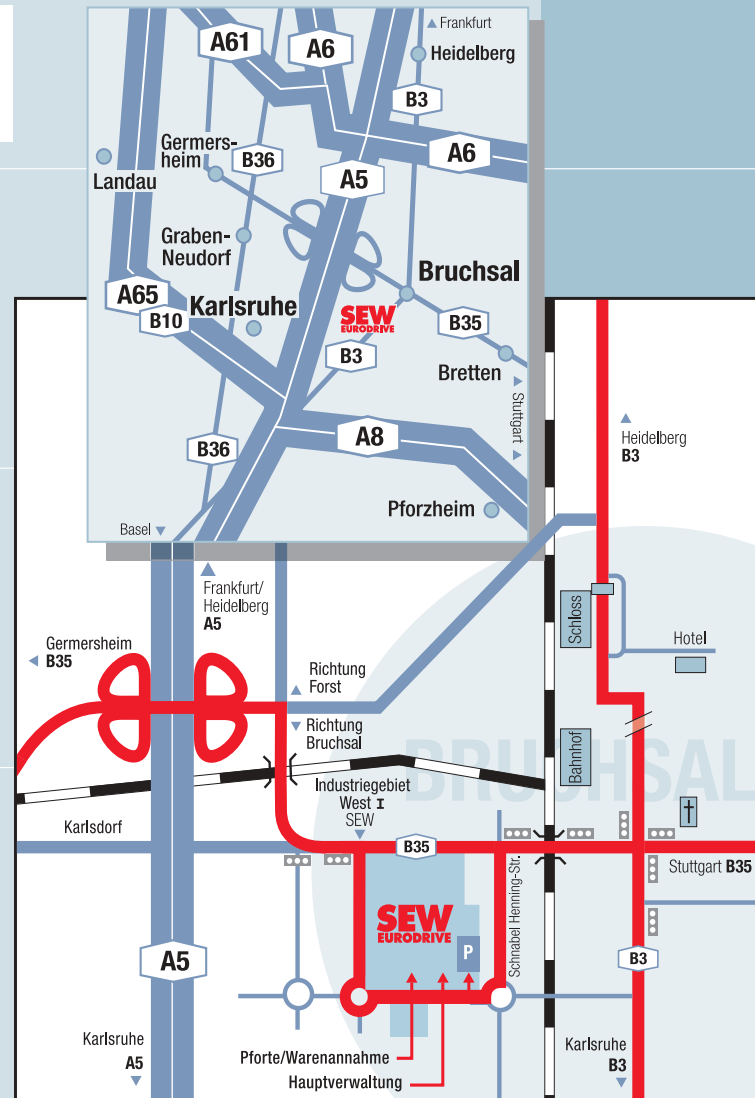 Frankfurt
A61
A6
Heidelberg
B3
Germers-
heim
B36
A6
Landau
A5
Graben-
Neudorf
Bruchsal
A65
B10
Karlsruhe
SEW
EURODRIVE
B35
B3
Bretten
Stuttgart
B36
A8
Pforzheim
Basel
Heidelberg
B3
Frankfurt/
Heidelberg
A5
Schloss
Germersheim
B35
Hotel
Richtung
Forst
Richtung
Bruchsal
BRUCHSAL
Bahnhof
Industriegebiet
West I
SEW
Karlsdorf
B35
Stuttgart B35
Schnabel Henning-Str.
SEW
EURODRIVE
P
A5
B3
Karlsruhe
A5
Karlsruhe
B3
Pforte/Warenannahme
Hauptverwaltung